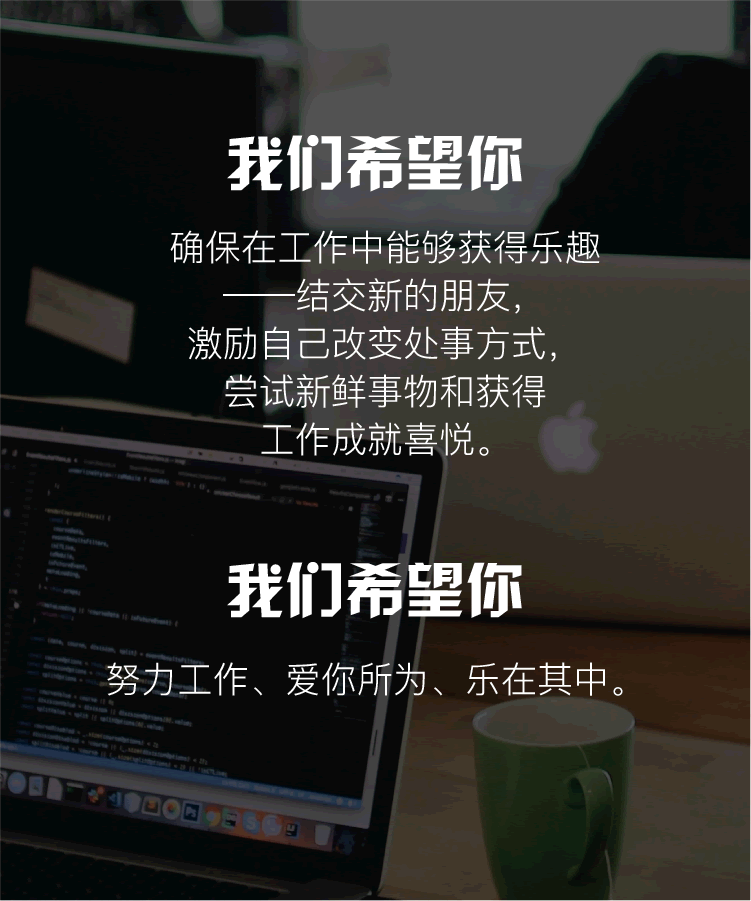 我们希望你
确保在工作中能够获得乐趣
——结交新的朋友，
激励自己改变处事方式，
尝试新鲜事物和获得
工作成就喜悦。
我们希望你
努力工作、爱你所为、乐在其中。